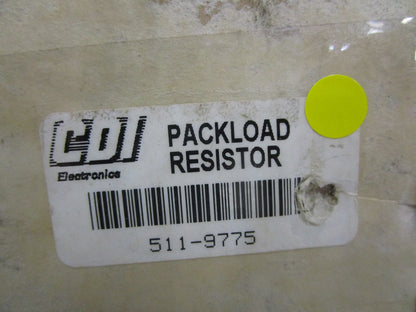 CDI
Electronics
PACKLOAD
RESISTOR
511-9775